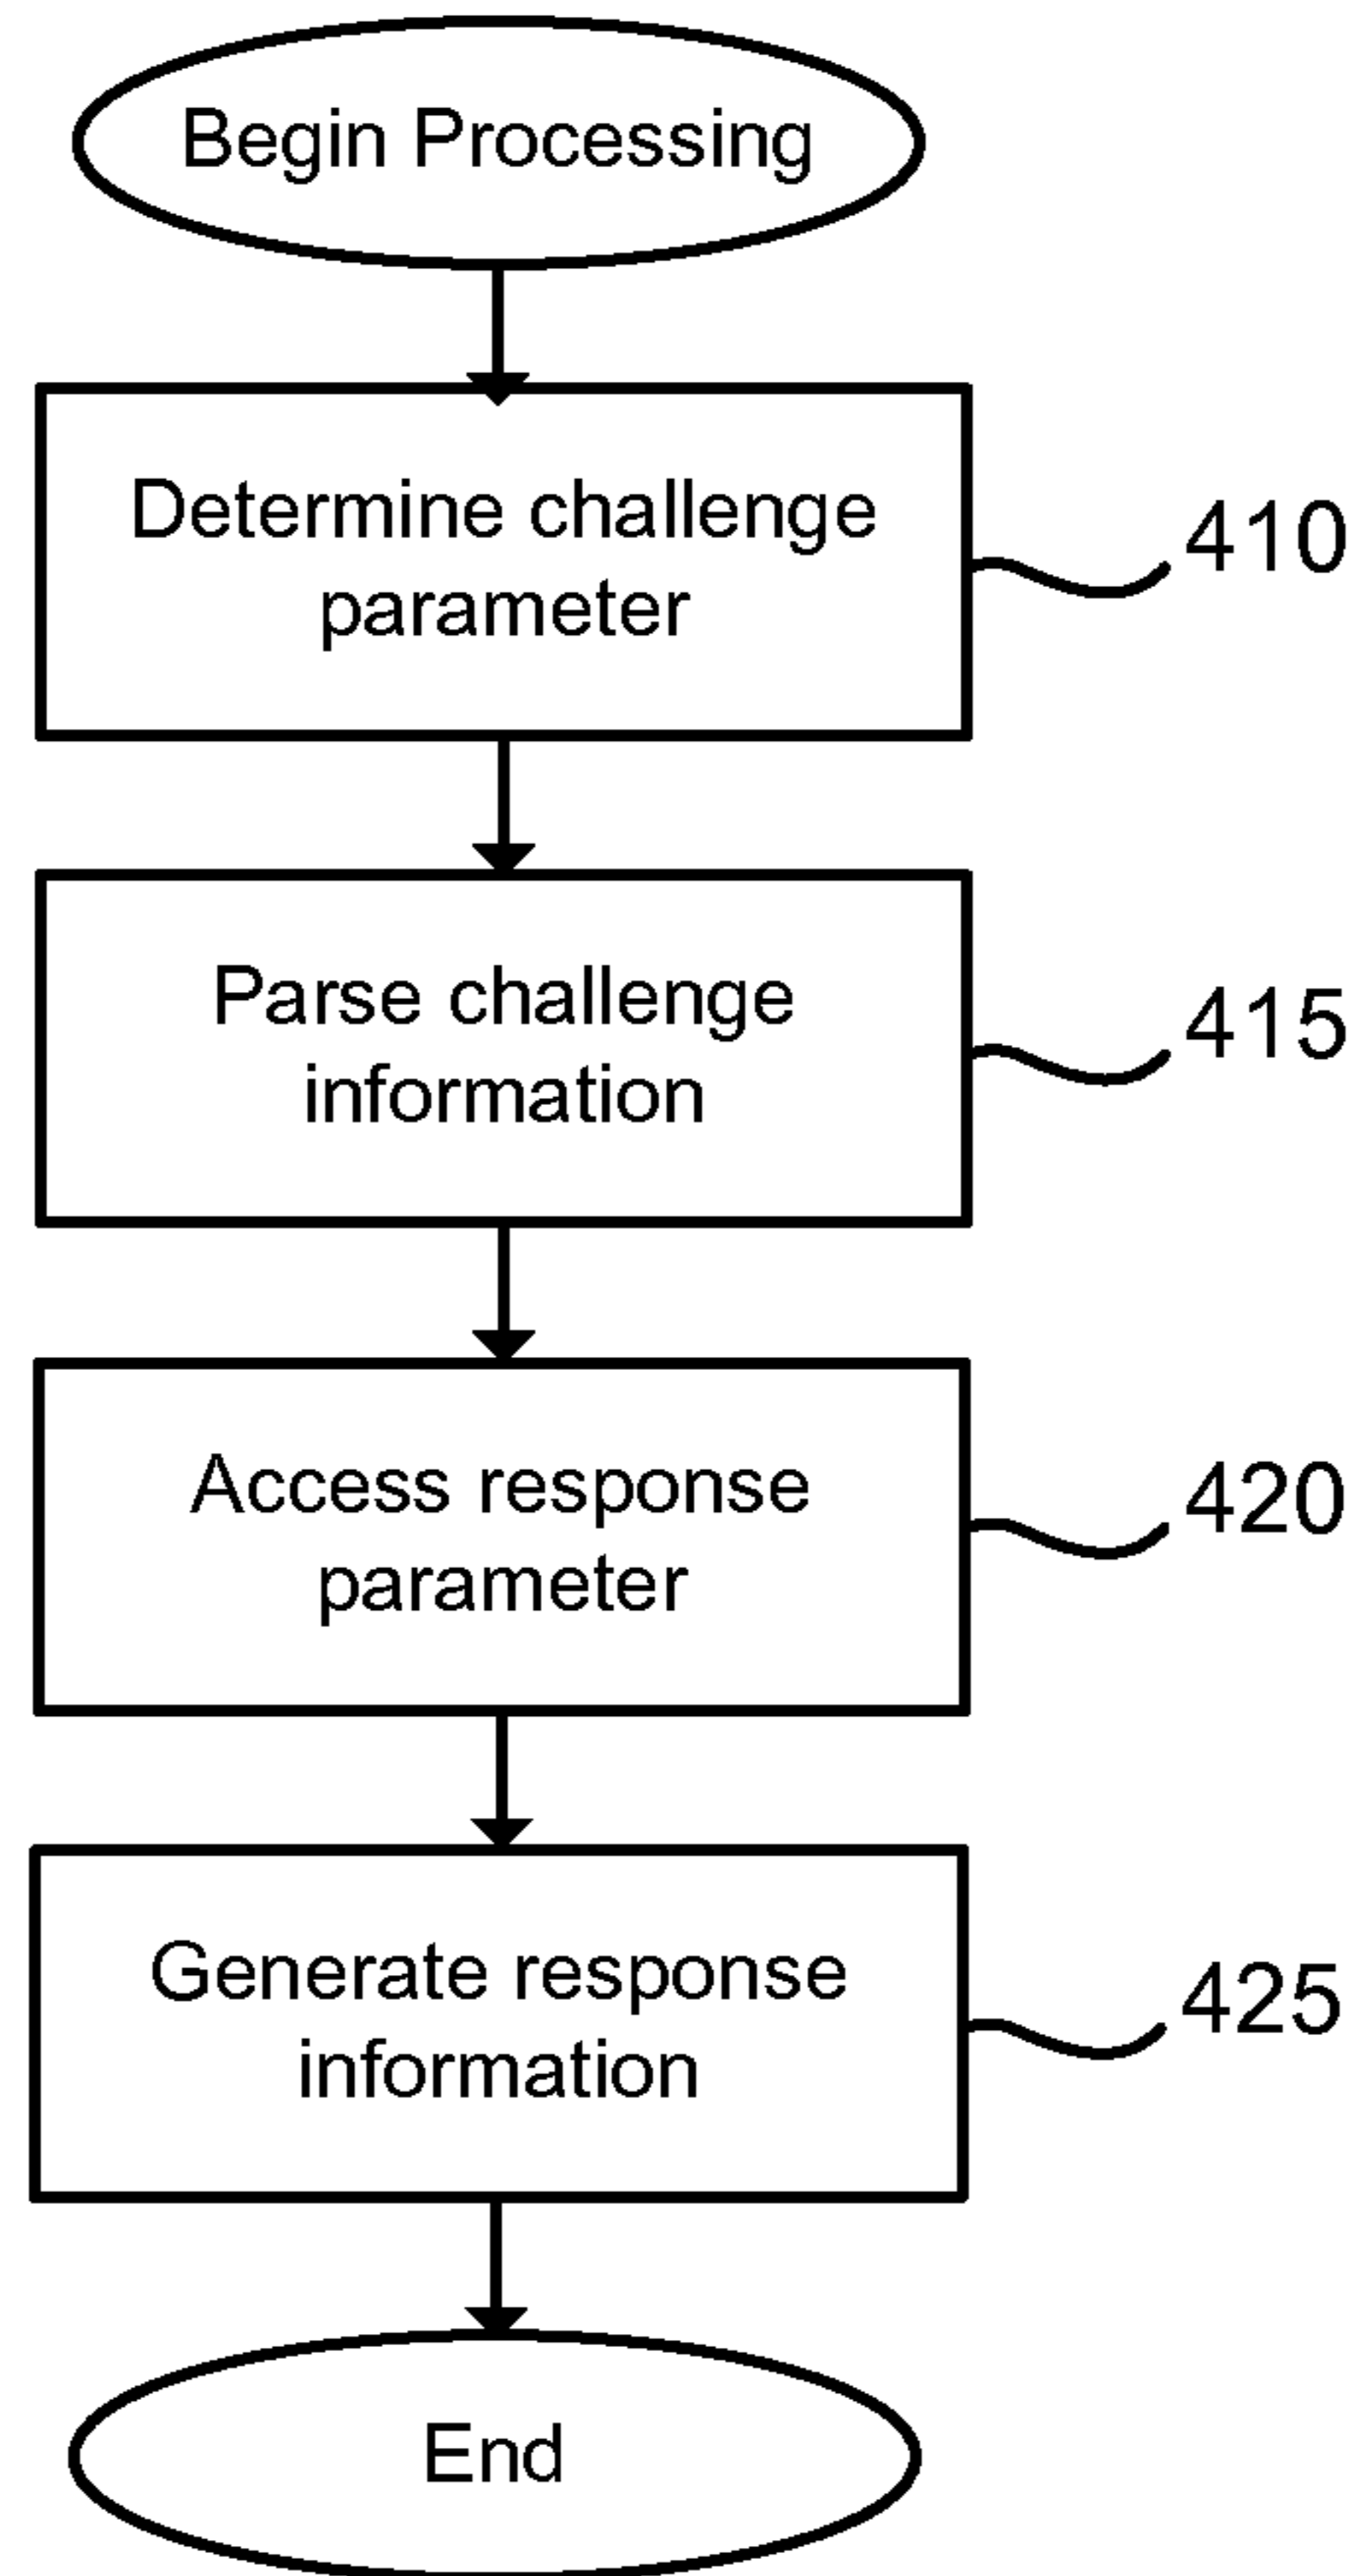 Begin Processing
Determine challenge
parameter
410
Parse challenge
information
415
Access response
parameter
420
Generate response
information
425
End